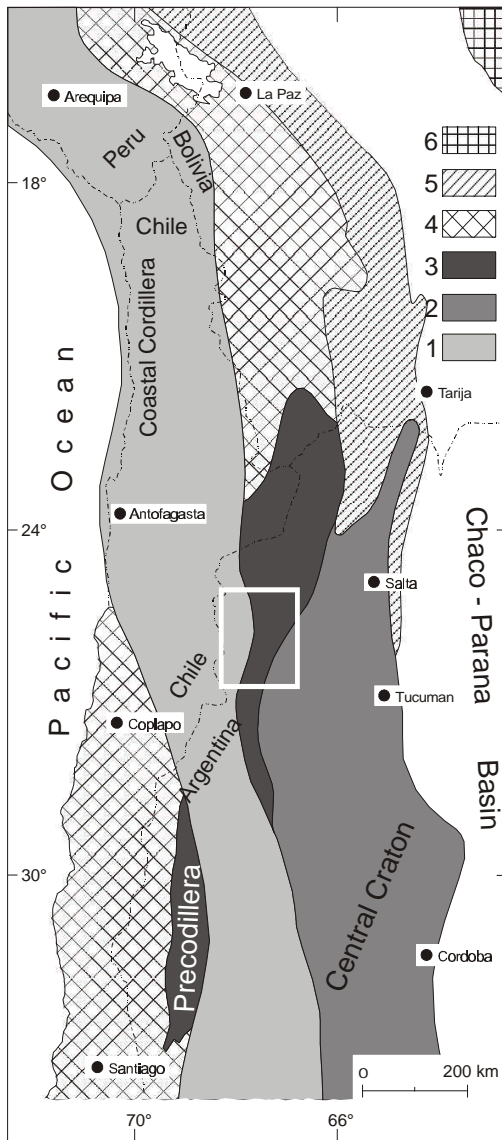 Arequipa
La Paz
Peru
Bolivia
6
5
4
3
2
1
18°
Chile
Coastal Cordillera
Pacific Ocean
Tarija
Antofagasta
24°
Salta
Chaco - Parana
Basin
Chile
Argentina
Tucuman
Copiapo
30°
Precodillera
Central Craton
Cordoba
Santiago
0 200 km
70° 66°